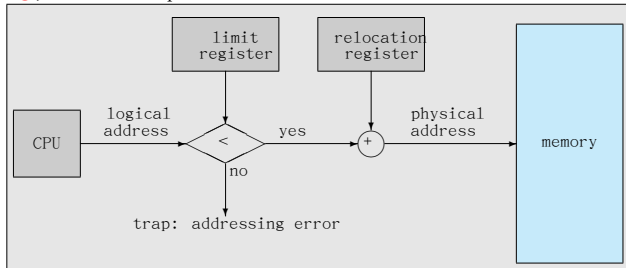 limit
register
relocation
register
logical
address
physical
address
CPU
<
yes
+
memory
no
trap: addressing error